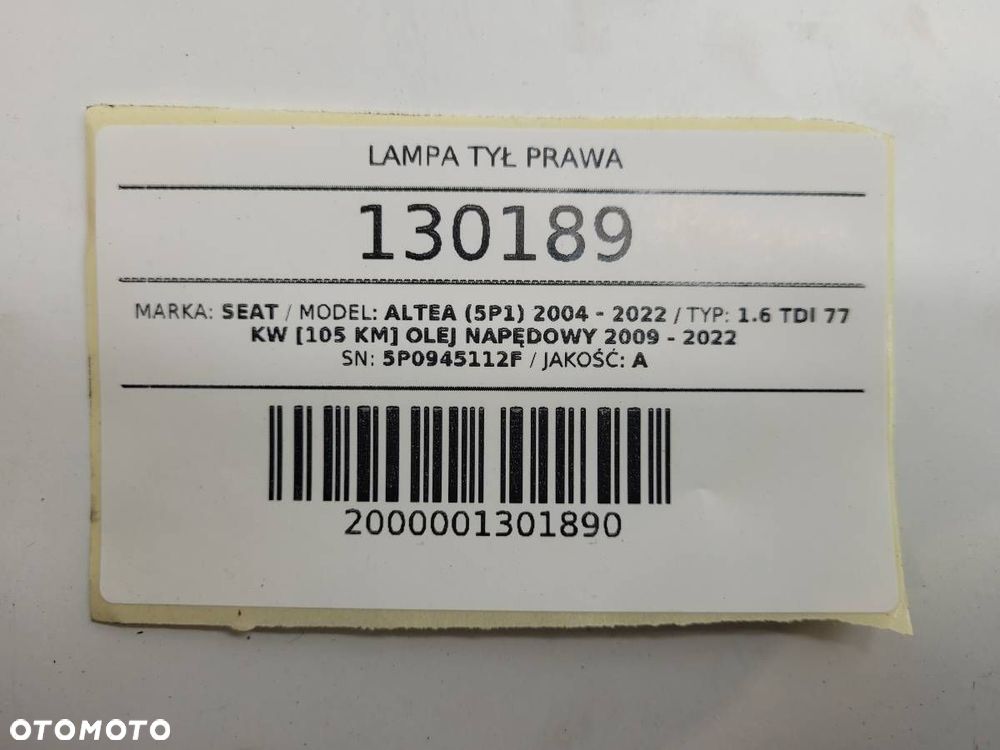 LAMPA TYŁ PRAWA
130189
MARKA: SEAT / MODEL: ALTEA (5P1) 2004 - 2022 / TYP: 1.6 TDI 77
KW [105 KM] OLEJ NAPĘDOWY 2009 - 2022
SN: 5P0945112F / JAKOŚĆ: A
2000001301890
OTOMOTO